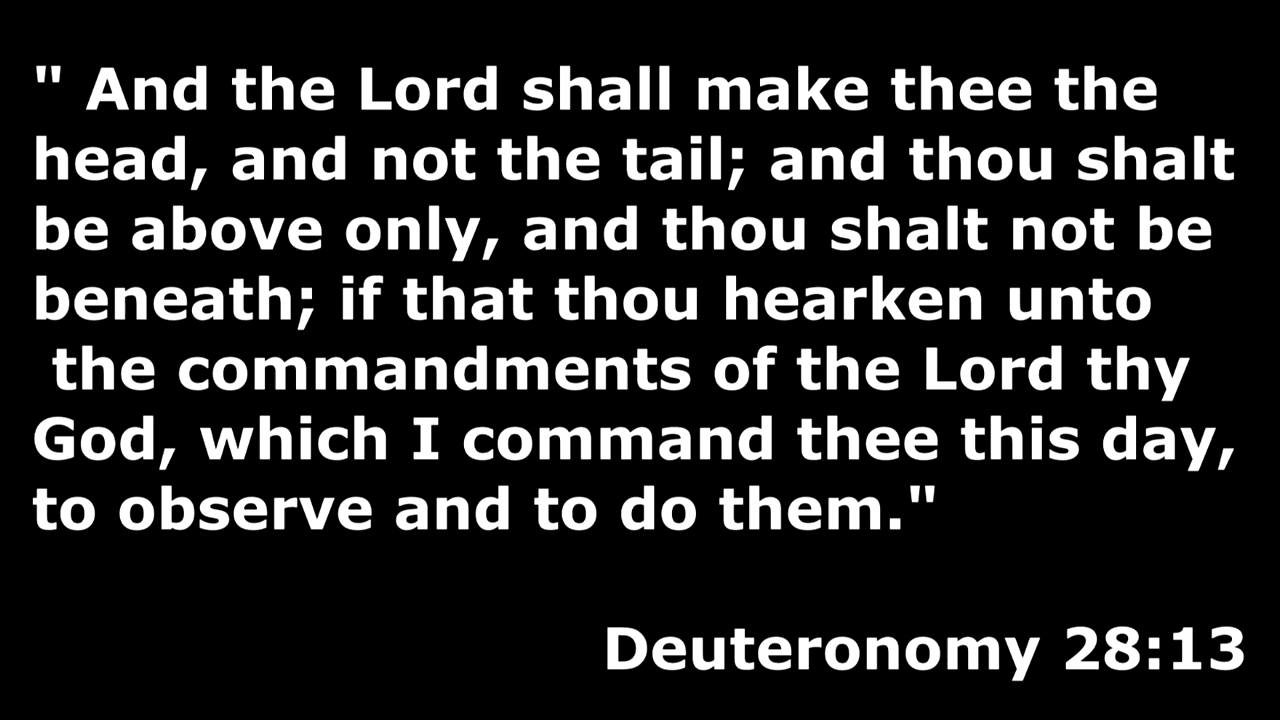 " And the Lord shall make thee the
head, and not the tail; and thou shalt
be above only, and thou shalt not be
beneath; if that thou hearken unto
the commandments of the Lord thy
God, which I command thee this day,
to observe and to do them."
Deuteronomy 28:13